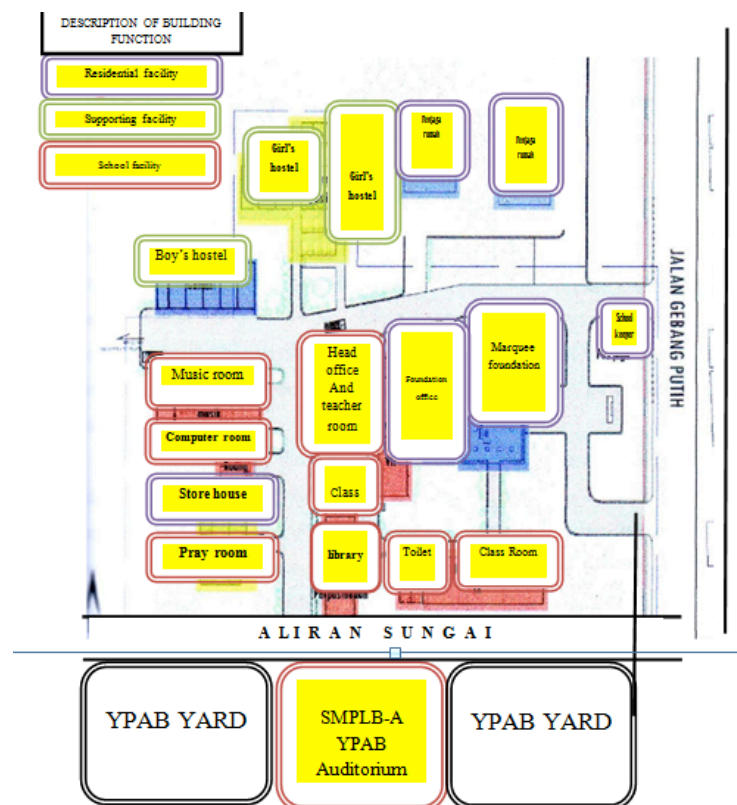 DESCRIPTION OF BUILDING
FUNCTION
Residential facility
Supporting facility
School facility
Girl's
hostel
Girl's
hostel
Penjaga
rumah
Penjaga
rumah
Boy's hostel
School
keeper
JALAN GEBANG PUTIH
Music room
Head
office
And
teacher
room
Foundation
office
Marquee
foundation
Computer room
Class
Store house
Pray room
library
Toilet
Class Room
ALIRAN SUNGAI
YPAB YARD
SMPLB-A
YPAB
Auditorium
YPAB YARD